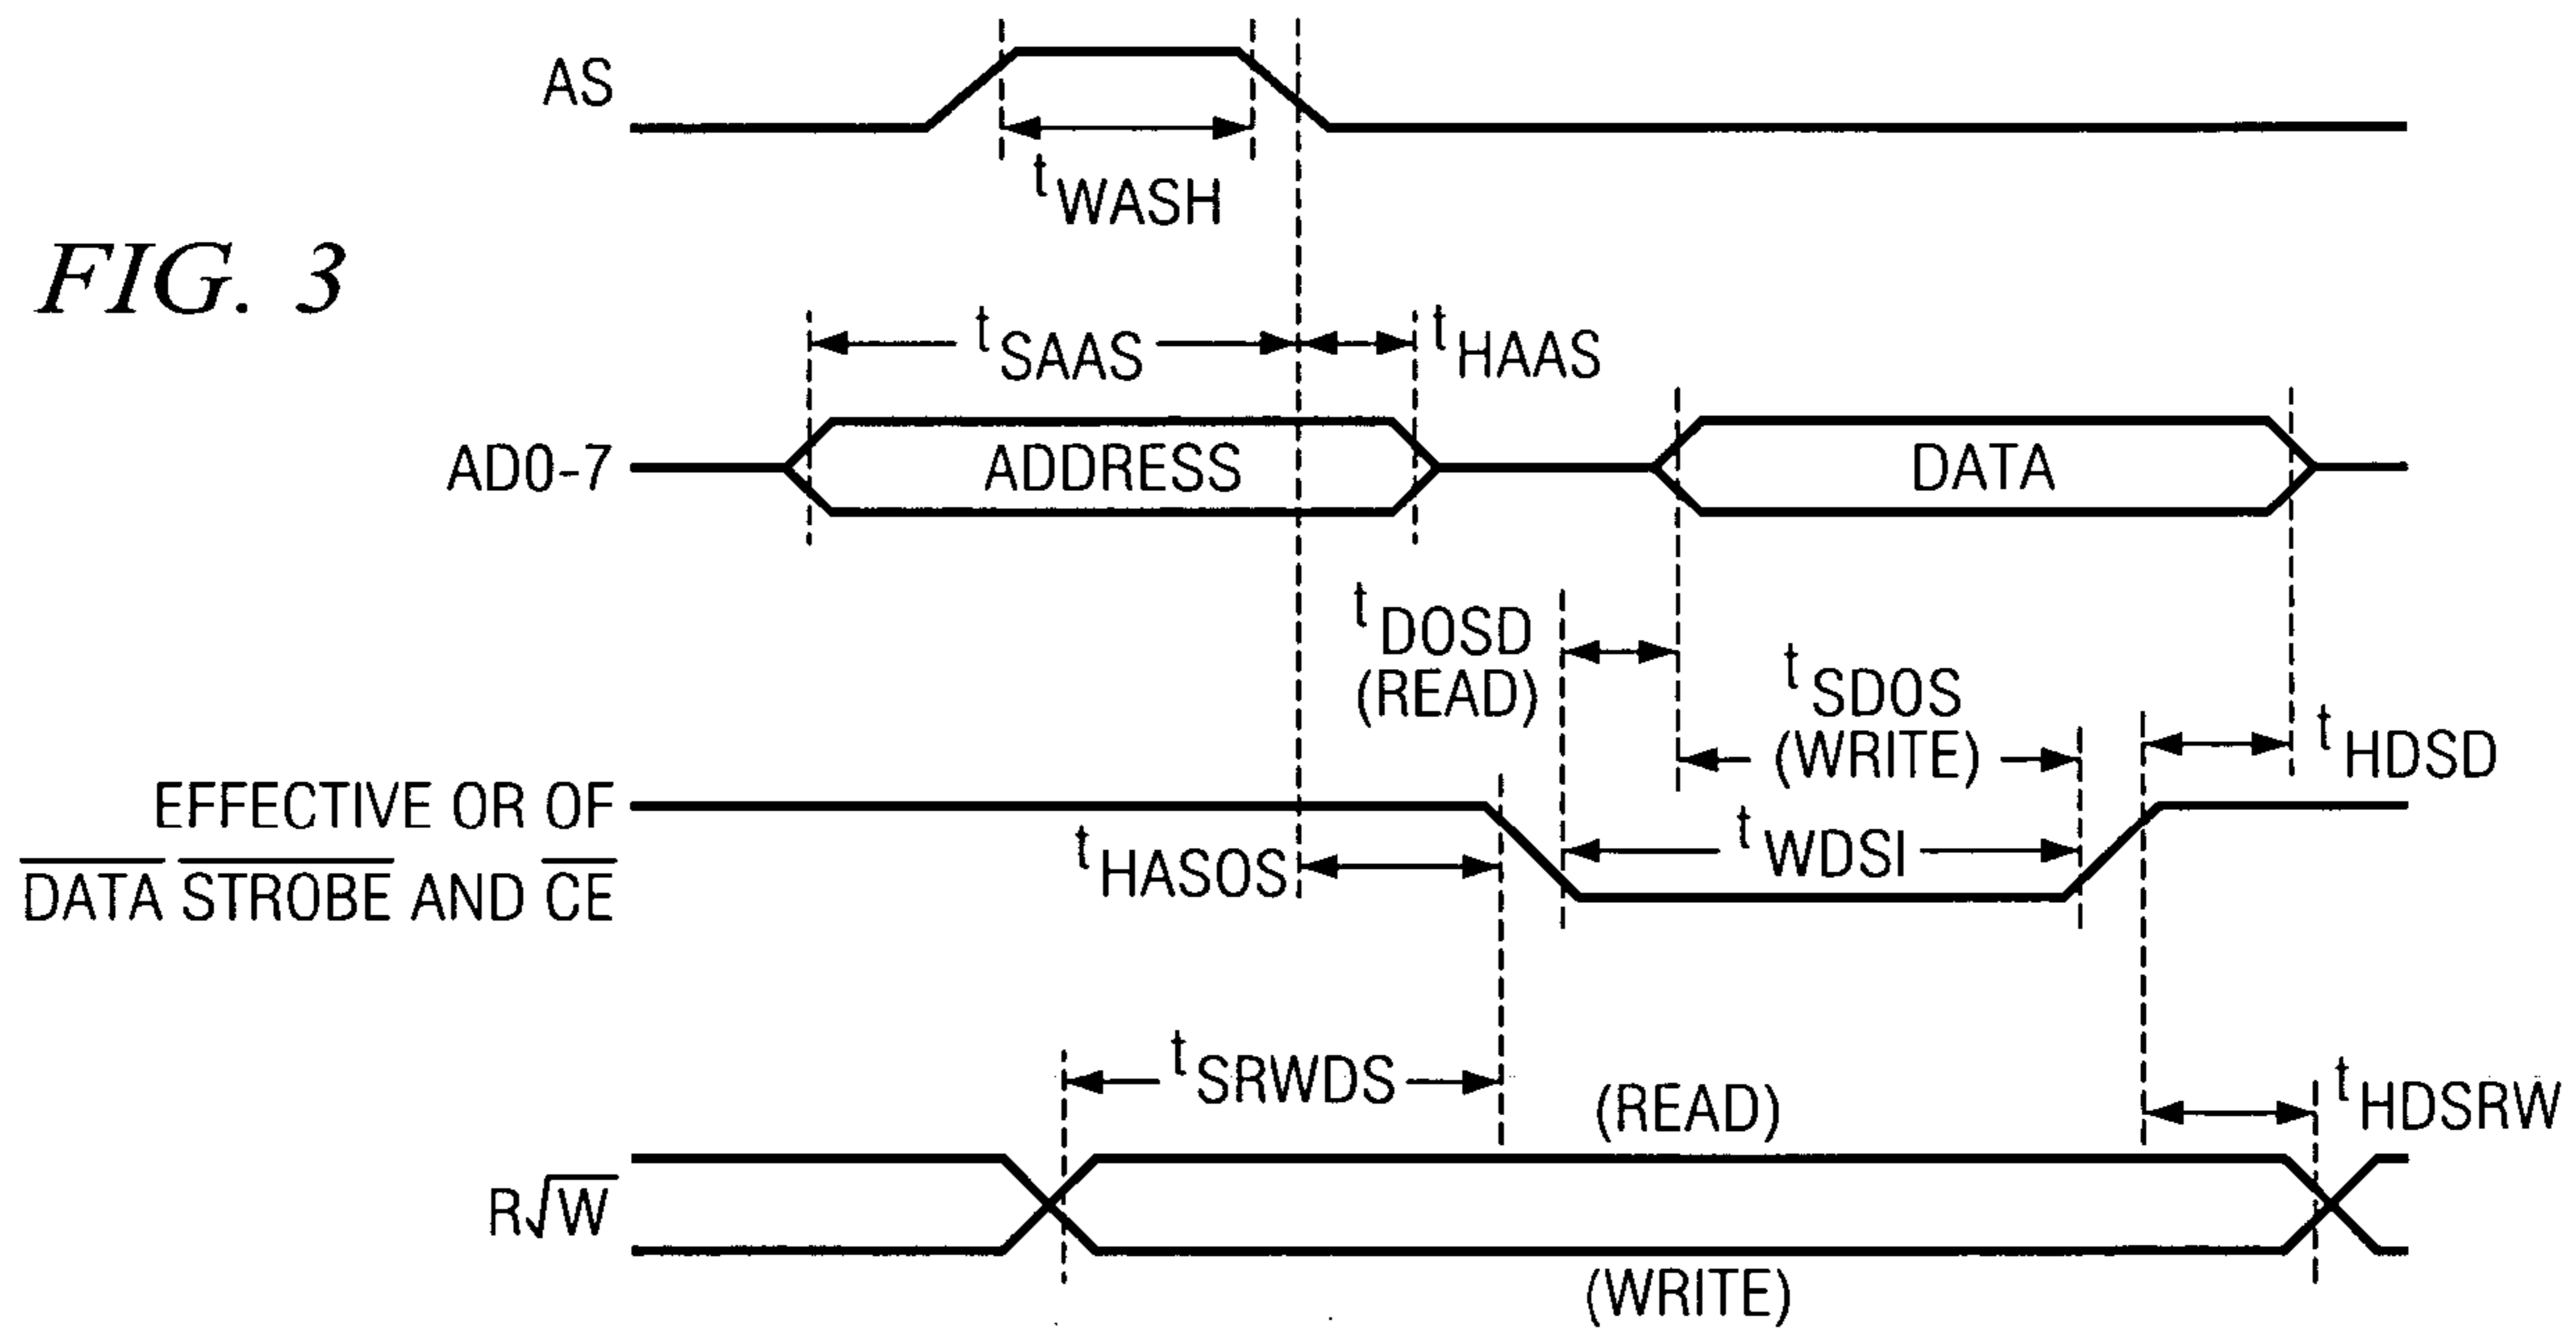 AS
tWASH
FIG. 3
tSAAS
tHAAS
AD0-7
ADDRESS
DATA
tDOSD
(READ)
tSDOS
(WRITE)
tHDSD
EFFECTIVE OR OF
DATA STROBE AND CE
tHASOS
tWDSI
tSRWDS
(READ)
tHDSRW
R√W
(WRITE)